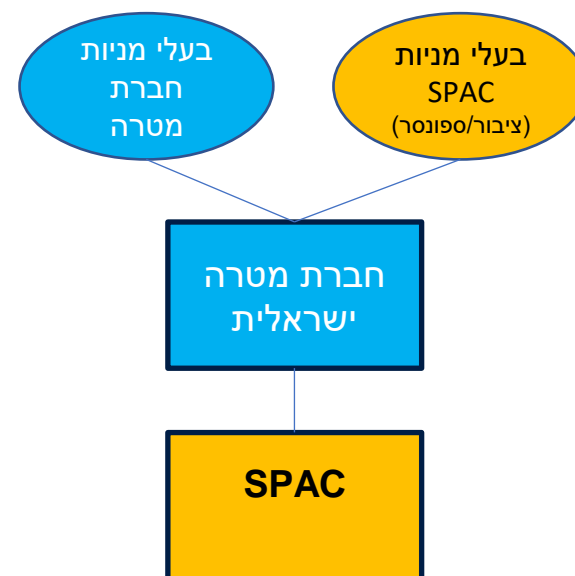 בעלי מניות
SPAC
(ציבור/ספונסר)
בעלי מניות
חברת
מטרה
חברת מטרה
ישראלית
SPAC